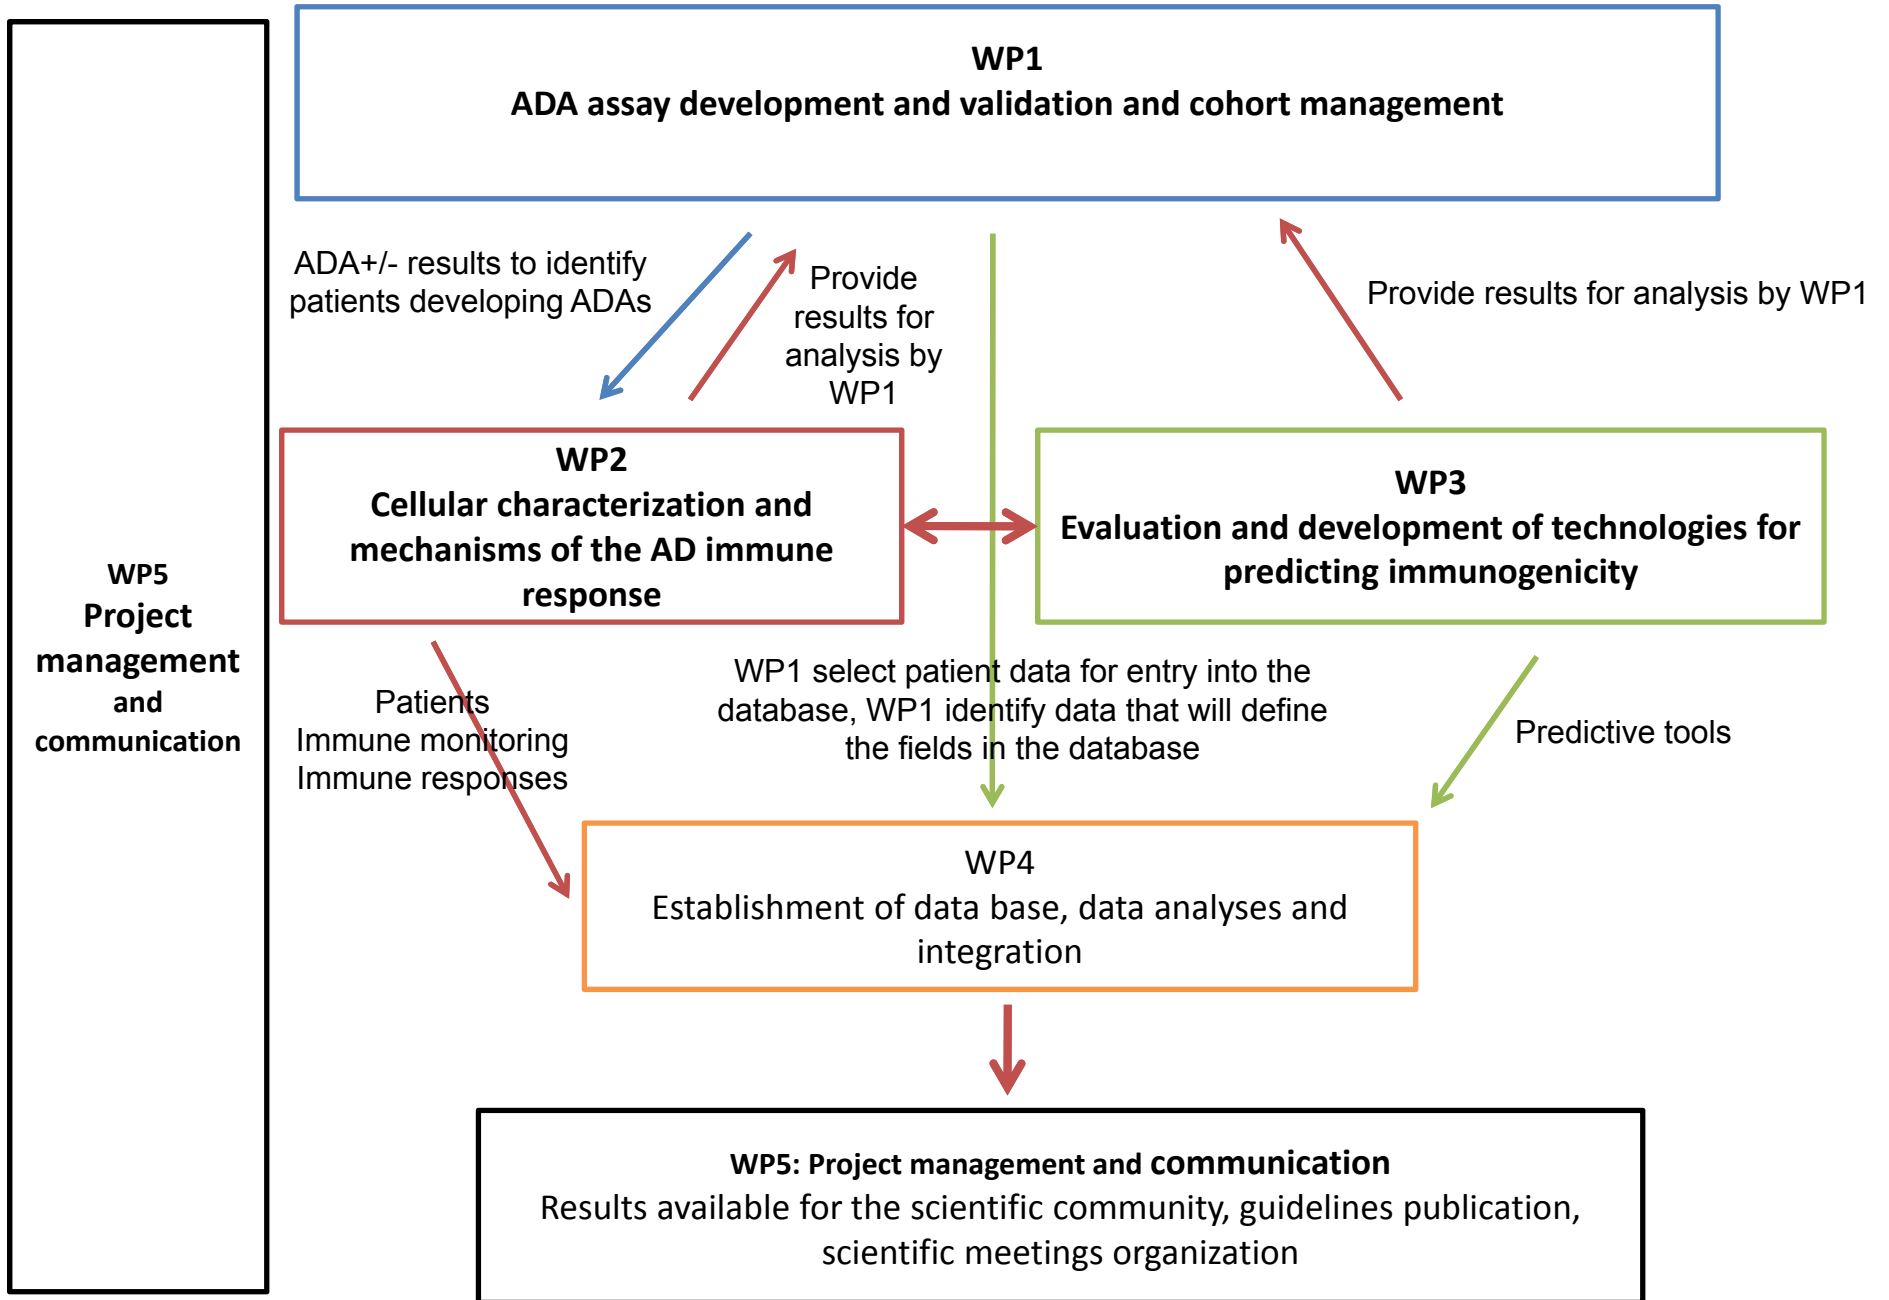 WP5
Project
management
and
communication
WP1
ADA assay development and validation and cohort management
ADA+/- results to identify
patients developing ADAs
Provide
results for
analysis by
WP1
Provide results for analysis by WP1
WP2
Cellular characterization and
mechanisms of the AD immune
response
WP3
Evaluation and development of technologies for
predicting immunogenicity
Patients
Immune monitoring
Immune responses
WP1 select patient data for entry into the
database, WP1 identify data that will define
the fields in the database
Predictive tools
WP4
Establishment of data base, data analyses and
integration
WP5: Project management and communication
Results available for the scientific community, guidelines publication,
scientific meetings organization